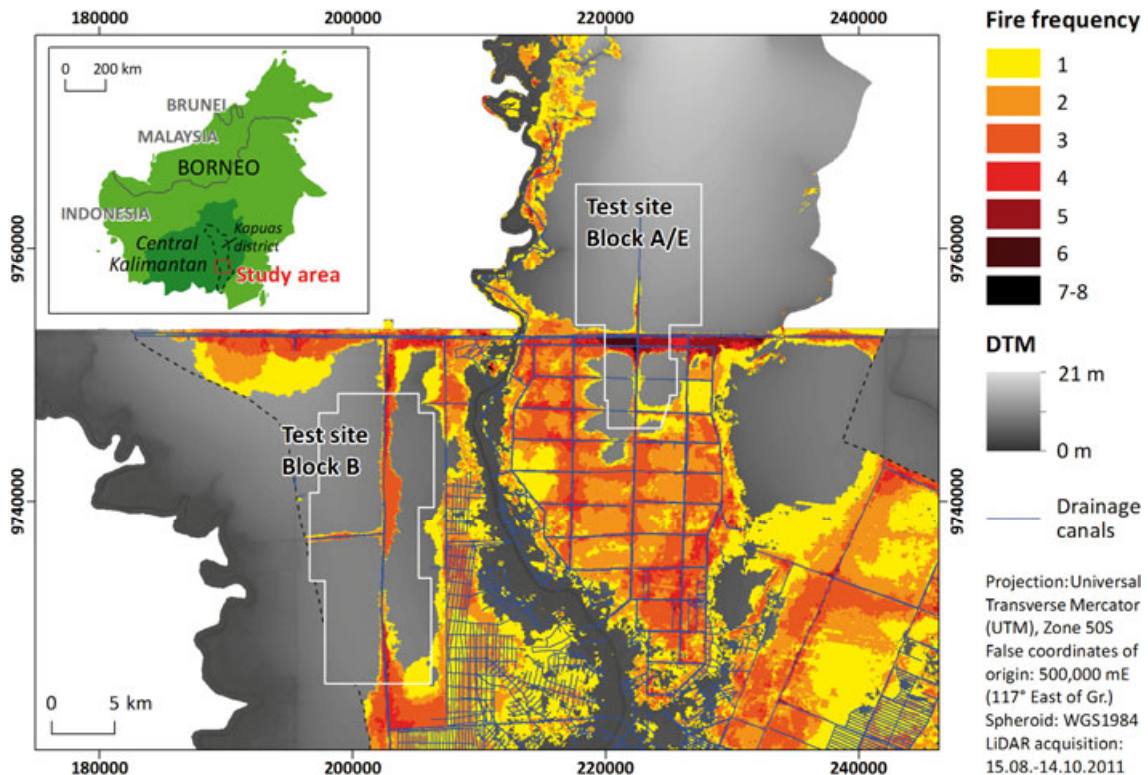 180000
200000
220000
240000
0 200 km
BRUNEI
MALAYSIA
BORNEO
INDONESIA
Kapuas
district
Central
Kalimantan
Study area
9760000
9740000
Test site
Block A/E
Test site
Block B
9760000
9740000
0 5 km
180000
200000
220000
240000
Fire frequency
1
2
3
4
5
6
7-8
DTM
21 m
0 m
Drainage
canals
Projection: Universal
Transverse Mercator
(UTM), Zone 50S
False coordinates of
origin: 500,000 mE
(117° East of Gr.)
Spheroid: WGS1984
LiDAR acquisition:
15.08.-14.10.2011